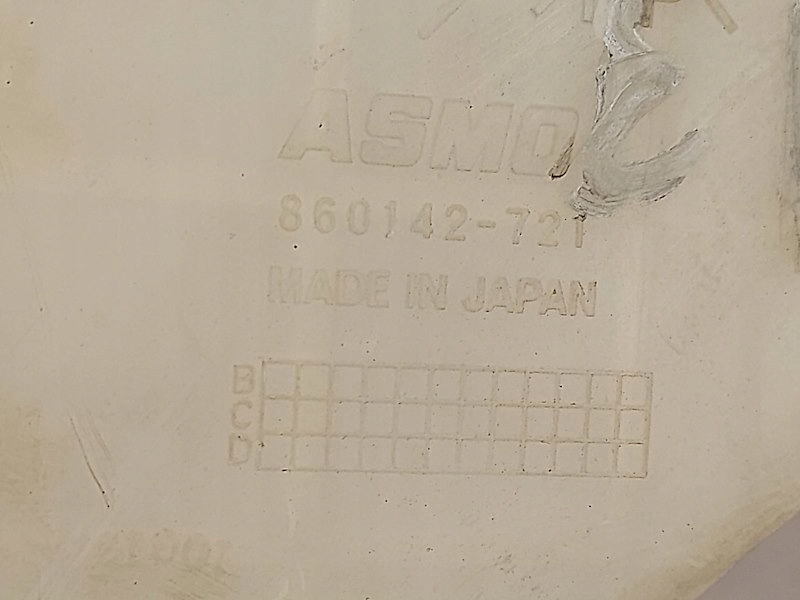 ASMO
860142-721
MADE IN JAPAN
B
C
D